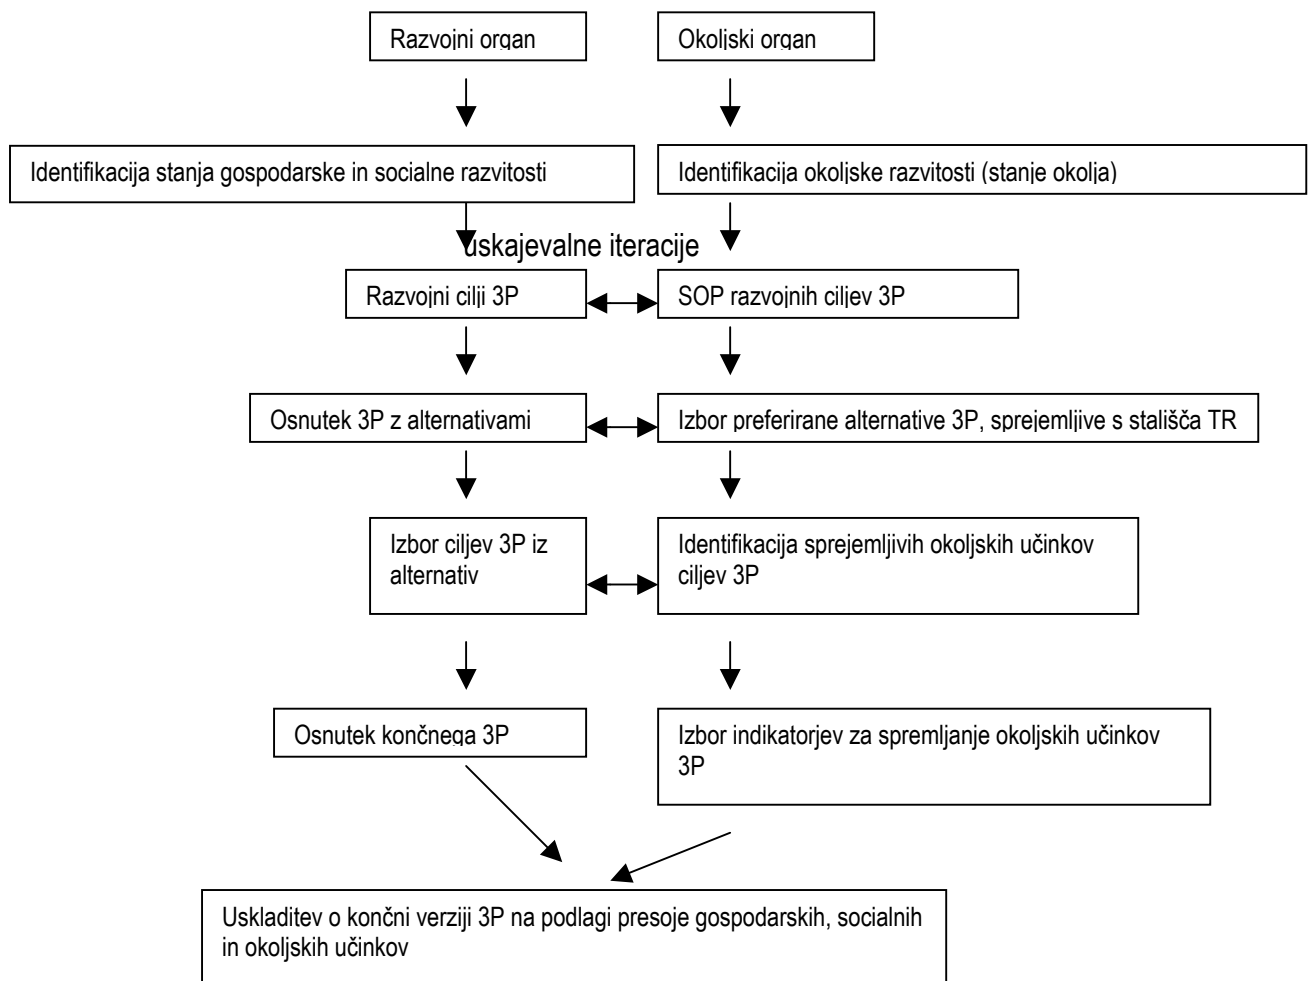 Razvojni organ
Okoljski organ
Identifikacija stanja gospodarske in socialne razvitosti
Identifikacija okoljske razvitosti (stanje okolja)
uskajevalne iteracije
Razvojni cilji 3P
SOP razvojnih ciljev 3P
Osnutek 3P z alternativami
Izbor preferirane alternative 3P, sprejemljive s stališča TR
Izbor ciljev 3P iz
alternativ
Identifikacija sprejemljivih okoljskih učinkov
ciljev 3P
Osnutek končnega 3P
Izbor indikatorjev za spremljanje okoljskih učinkov
3P
Uskladitev o končni verziji 3P na podlagi presoje gospodarskih, socialnih
in okoljskih učinkov